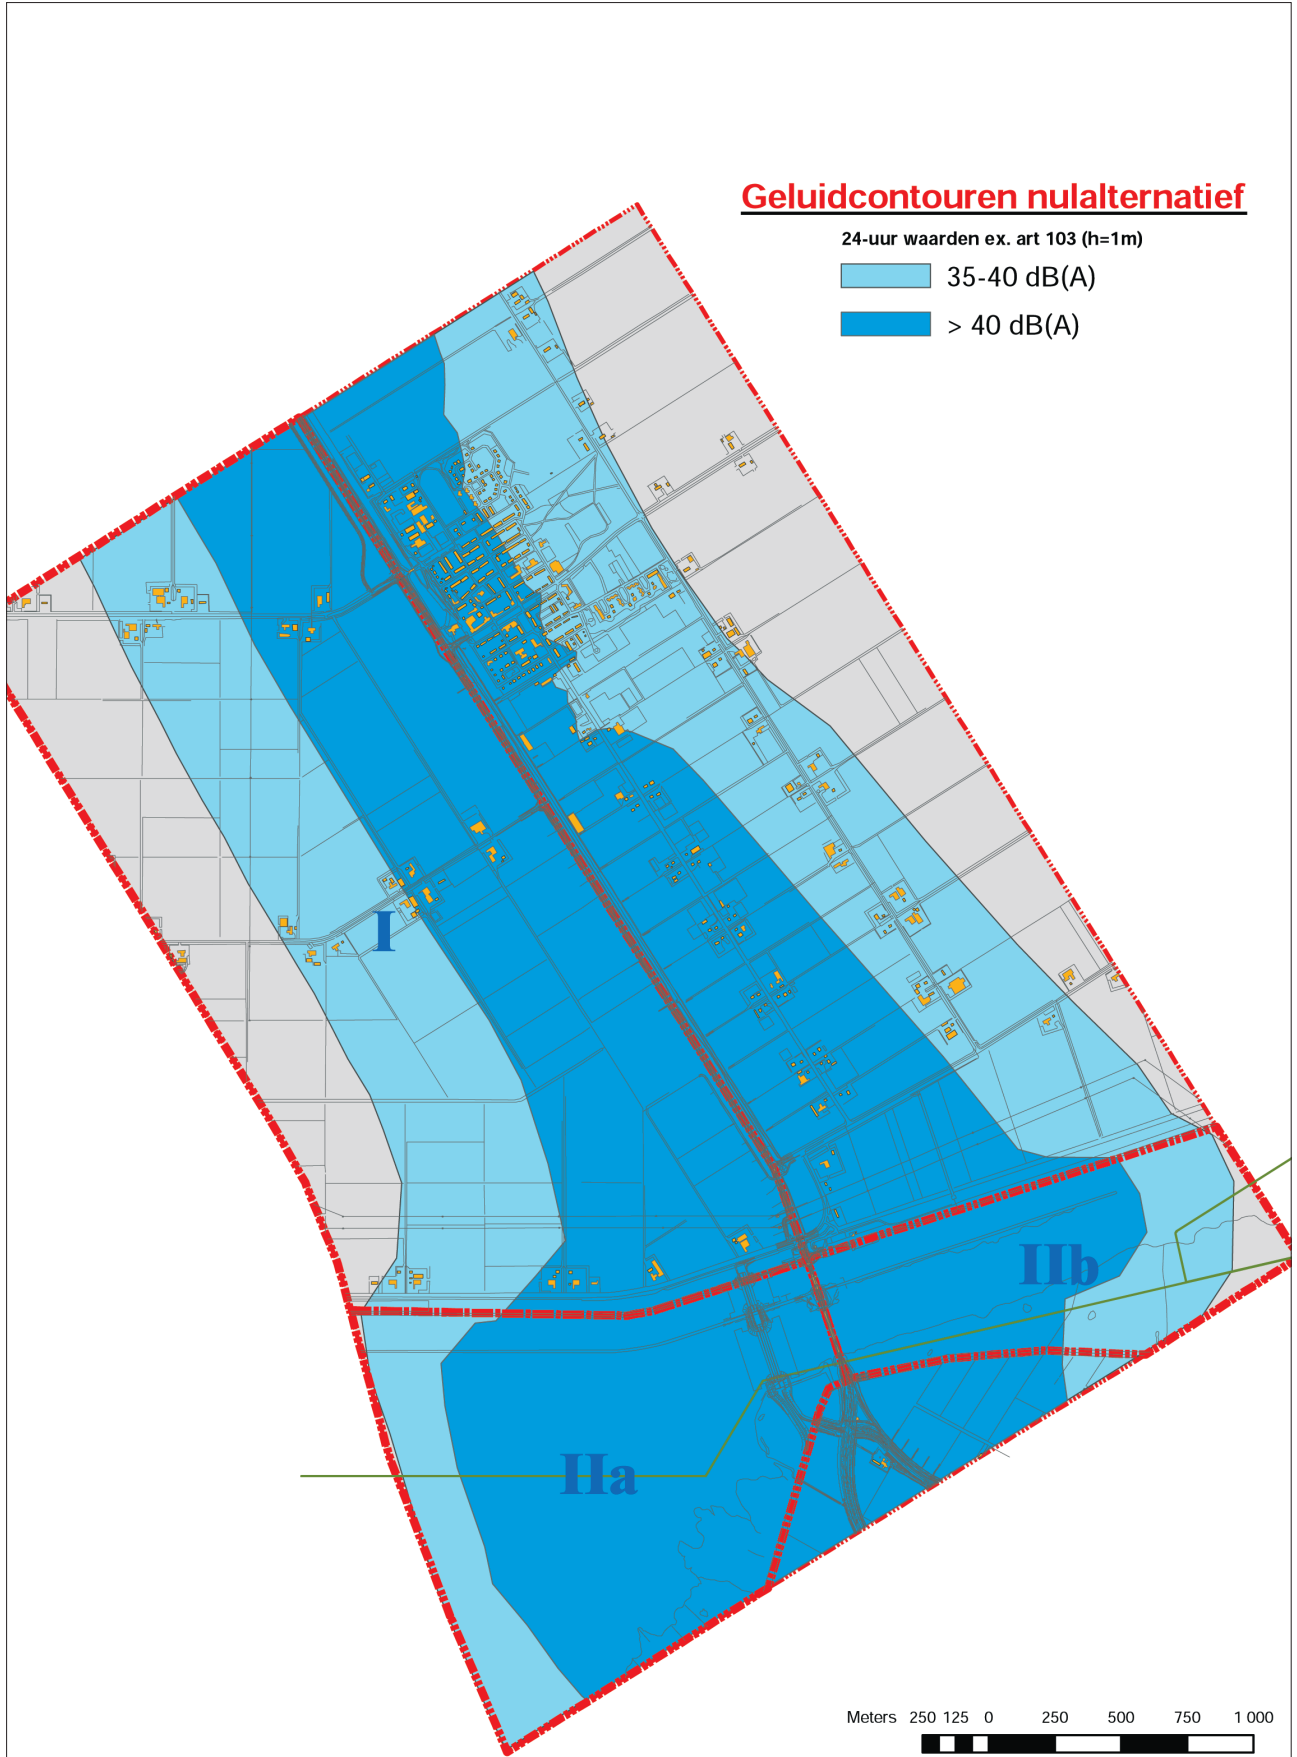 Geluidcontouren nulalternatief
24-uur waarden ex. art 103 (h=1m)
35-40 dB(A)
> 40 dB(A)
I
IIb
IIa
Meters 250 125 0 250 500 750 1 000